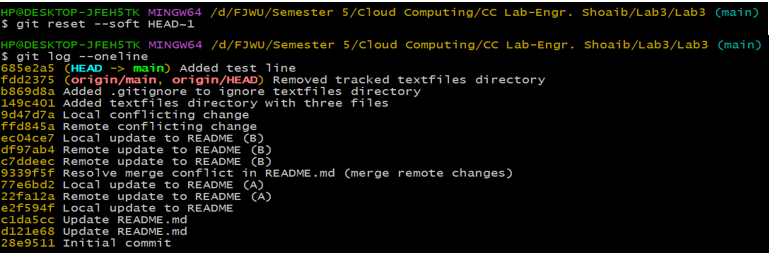 HP@DESKTOP-JFEH5TK MINGW64 /d/FJWU/Semester 5/Cloud Computing/CC Lab-Engr. Shoaib/Lab3/Lab3 (main)
$ git reset --soft HEAD~1
HP@DESKTOP-JFEH5TK MINGW64 /d/FJWU/Semester 5/Cloud Computing/CC Lab-Engr. Shoaib/Lab3/Lab3 (main)
$ git log --oneline
685e2a5 (HEAD -> main) Added test line
fdd2375 (origin/main, origin/HEAD) Removed tracked textfiles directory
b869d8a Added .gitignore to ignore textfiles directory
149c401 Added textfiles directory with three files
9d47d7a Local conflicting change
ffd845a Remote conflicting change
ec04ce7 Local update to README (B)
df97ab4 Remote update to README (B)
c7ddeec Remote update to README (B)
9339f5f Resolve merge conflict in README.md (merge remote changes)
77e6bd2 Local update to README (A)
22fa12a Remote update to README (A)
e2f594f Local update to README
c1da5cc Update README.md
d121e68 Update README.md
28e9511 Initial commit